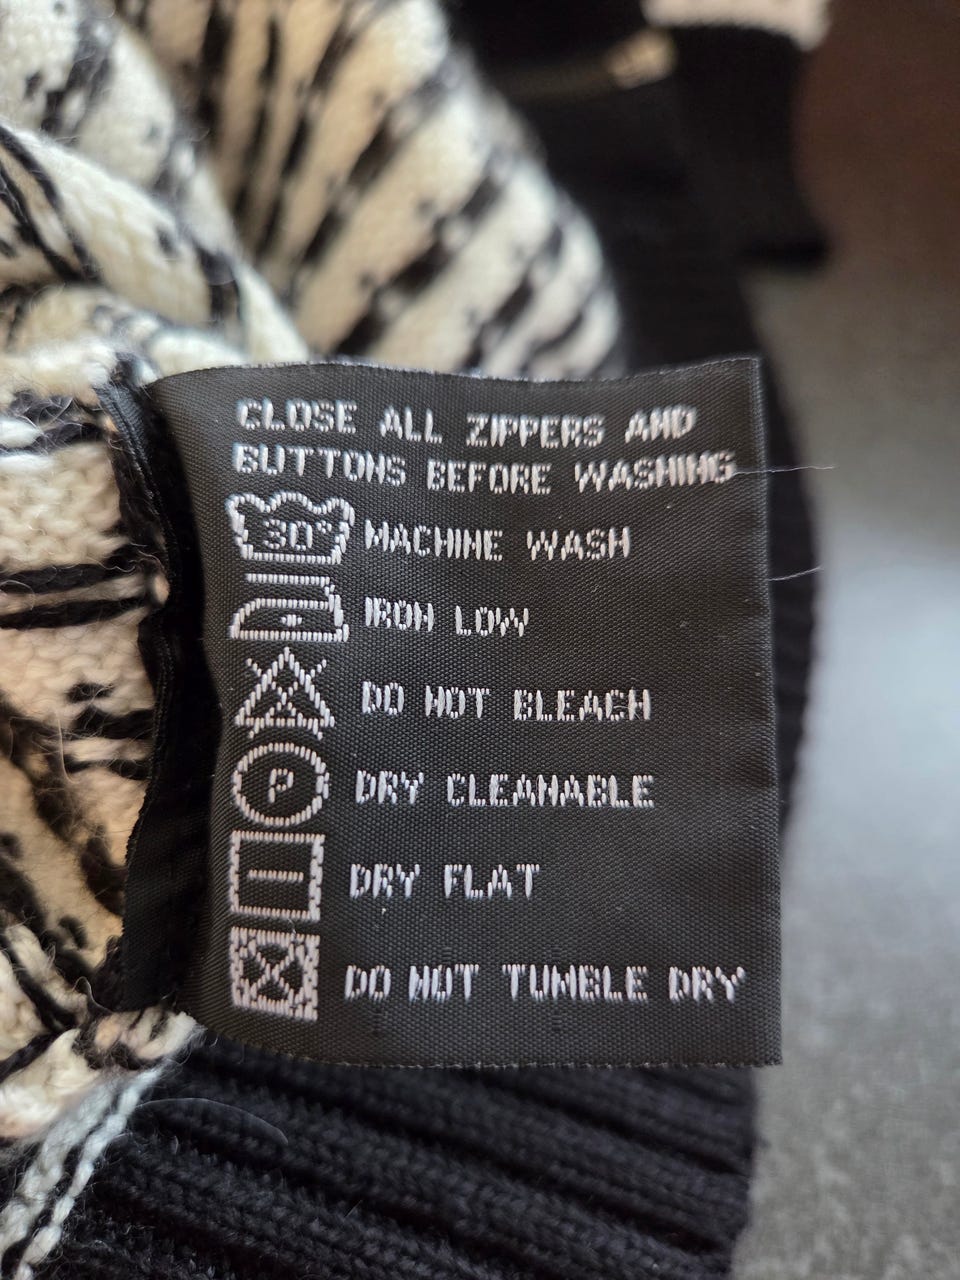 CLOSE ALL ZIPPERS AND
BUTTONS BEFORE WASHING
30° MACHINE WASH
IRON LOW
DO NOT BLEACH
P DRY CLEANABLE
DRY FLAT
DO NOT TUMBLE DRY